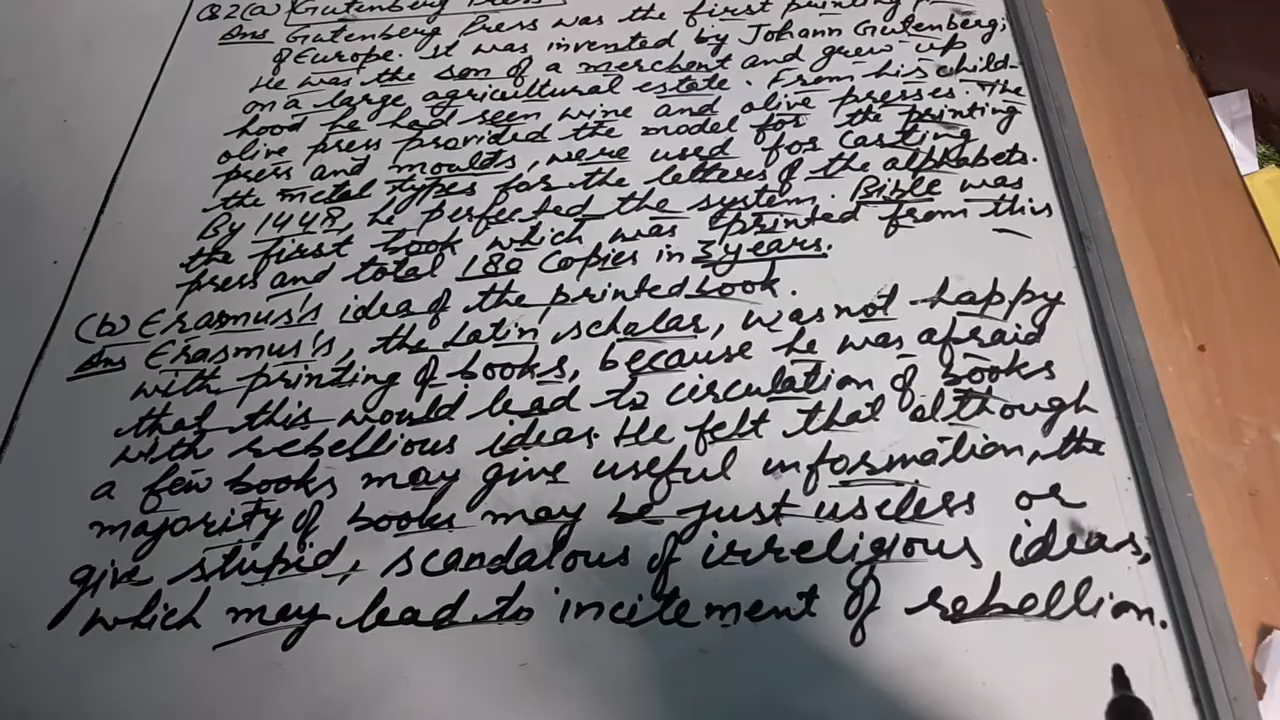 Q2(a) Gutenberg Press
Ans Gutenberg Press was the first printing
of Europe. It was invented by Johann Gutenberg;
He was the son of a merchent and grew up
on a large agricultural estate. From his child-
hood he had seen wine and olive presses. The
olive press provided the model for the printing
press and moulds, were used for casting
the metal types for the letters of the alphabets.
By 1448, he perfected the system. Bible was
the first book which was printed from this
press and total 180 Copies in 3 years.
(b) Erasmus's idea of the printed book.
Ans Erasmus's, the Latin scholar, was not happy
with printing of books, because he was afraid
that this would lead to circulation of books
with rebellious ideas. He felt that although
a few books may give useful information, the
majority of books may be just useless or
give stupid, scandalous of irreligious ideas,
which may lead to incitement of rebellion.